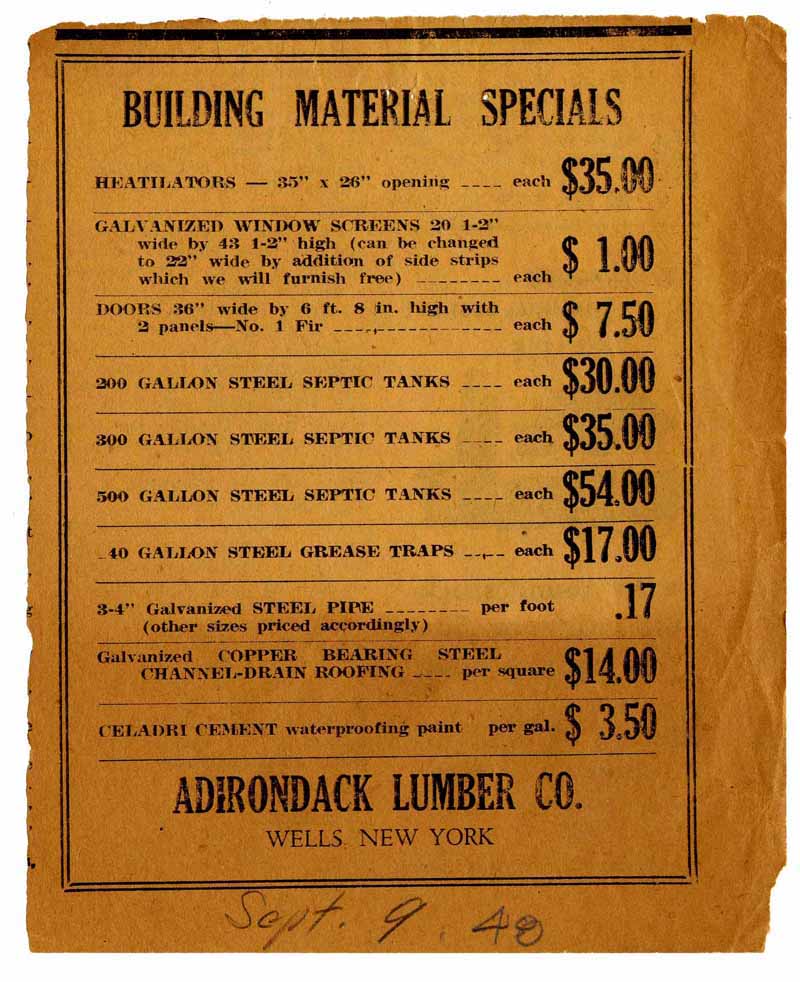 BUILDING MATERIAL SPECIALS
HEATILATORS — 35" x 26" opening ---- each $35.00
GALVANIZED WINDOW SCREENS 20 1-2"
wide by 43 1-2" high (can be changed
to 22" wide by addition of side strips
which we will furnish free) -------- each $ 1.00
DOORS 36" wide by 6 ft. 8 in. high with
2 panels—No. 1 Fir -------------- each $ 7.50
200 GALLON STEEL SEPTIC TANKS ---- each $30.00
300 GALLON STEEL SEPTIC TANKS ---- each $35.00
500 GALLON STEEL SEPTIC TANKS ---- each $54.00
40 GALLON STEEL GREASE TRAPS ---- each $17.00
3-4" Galvanized STEEL PIPE -------- per foot .17
(other sizes priced accordingly)
Galvanized COPPER BEARING STEEL
CHANNEL-DRAIN ROOFING ---- per square $14.00
CELADRI CEMENT waterproofing paint per gal. $ 3.50
ADIRONDACK LUMBER CO.
WELLS, NEW YORK
Sept. 9. 48